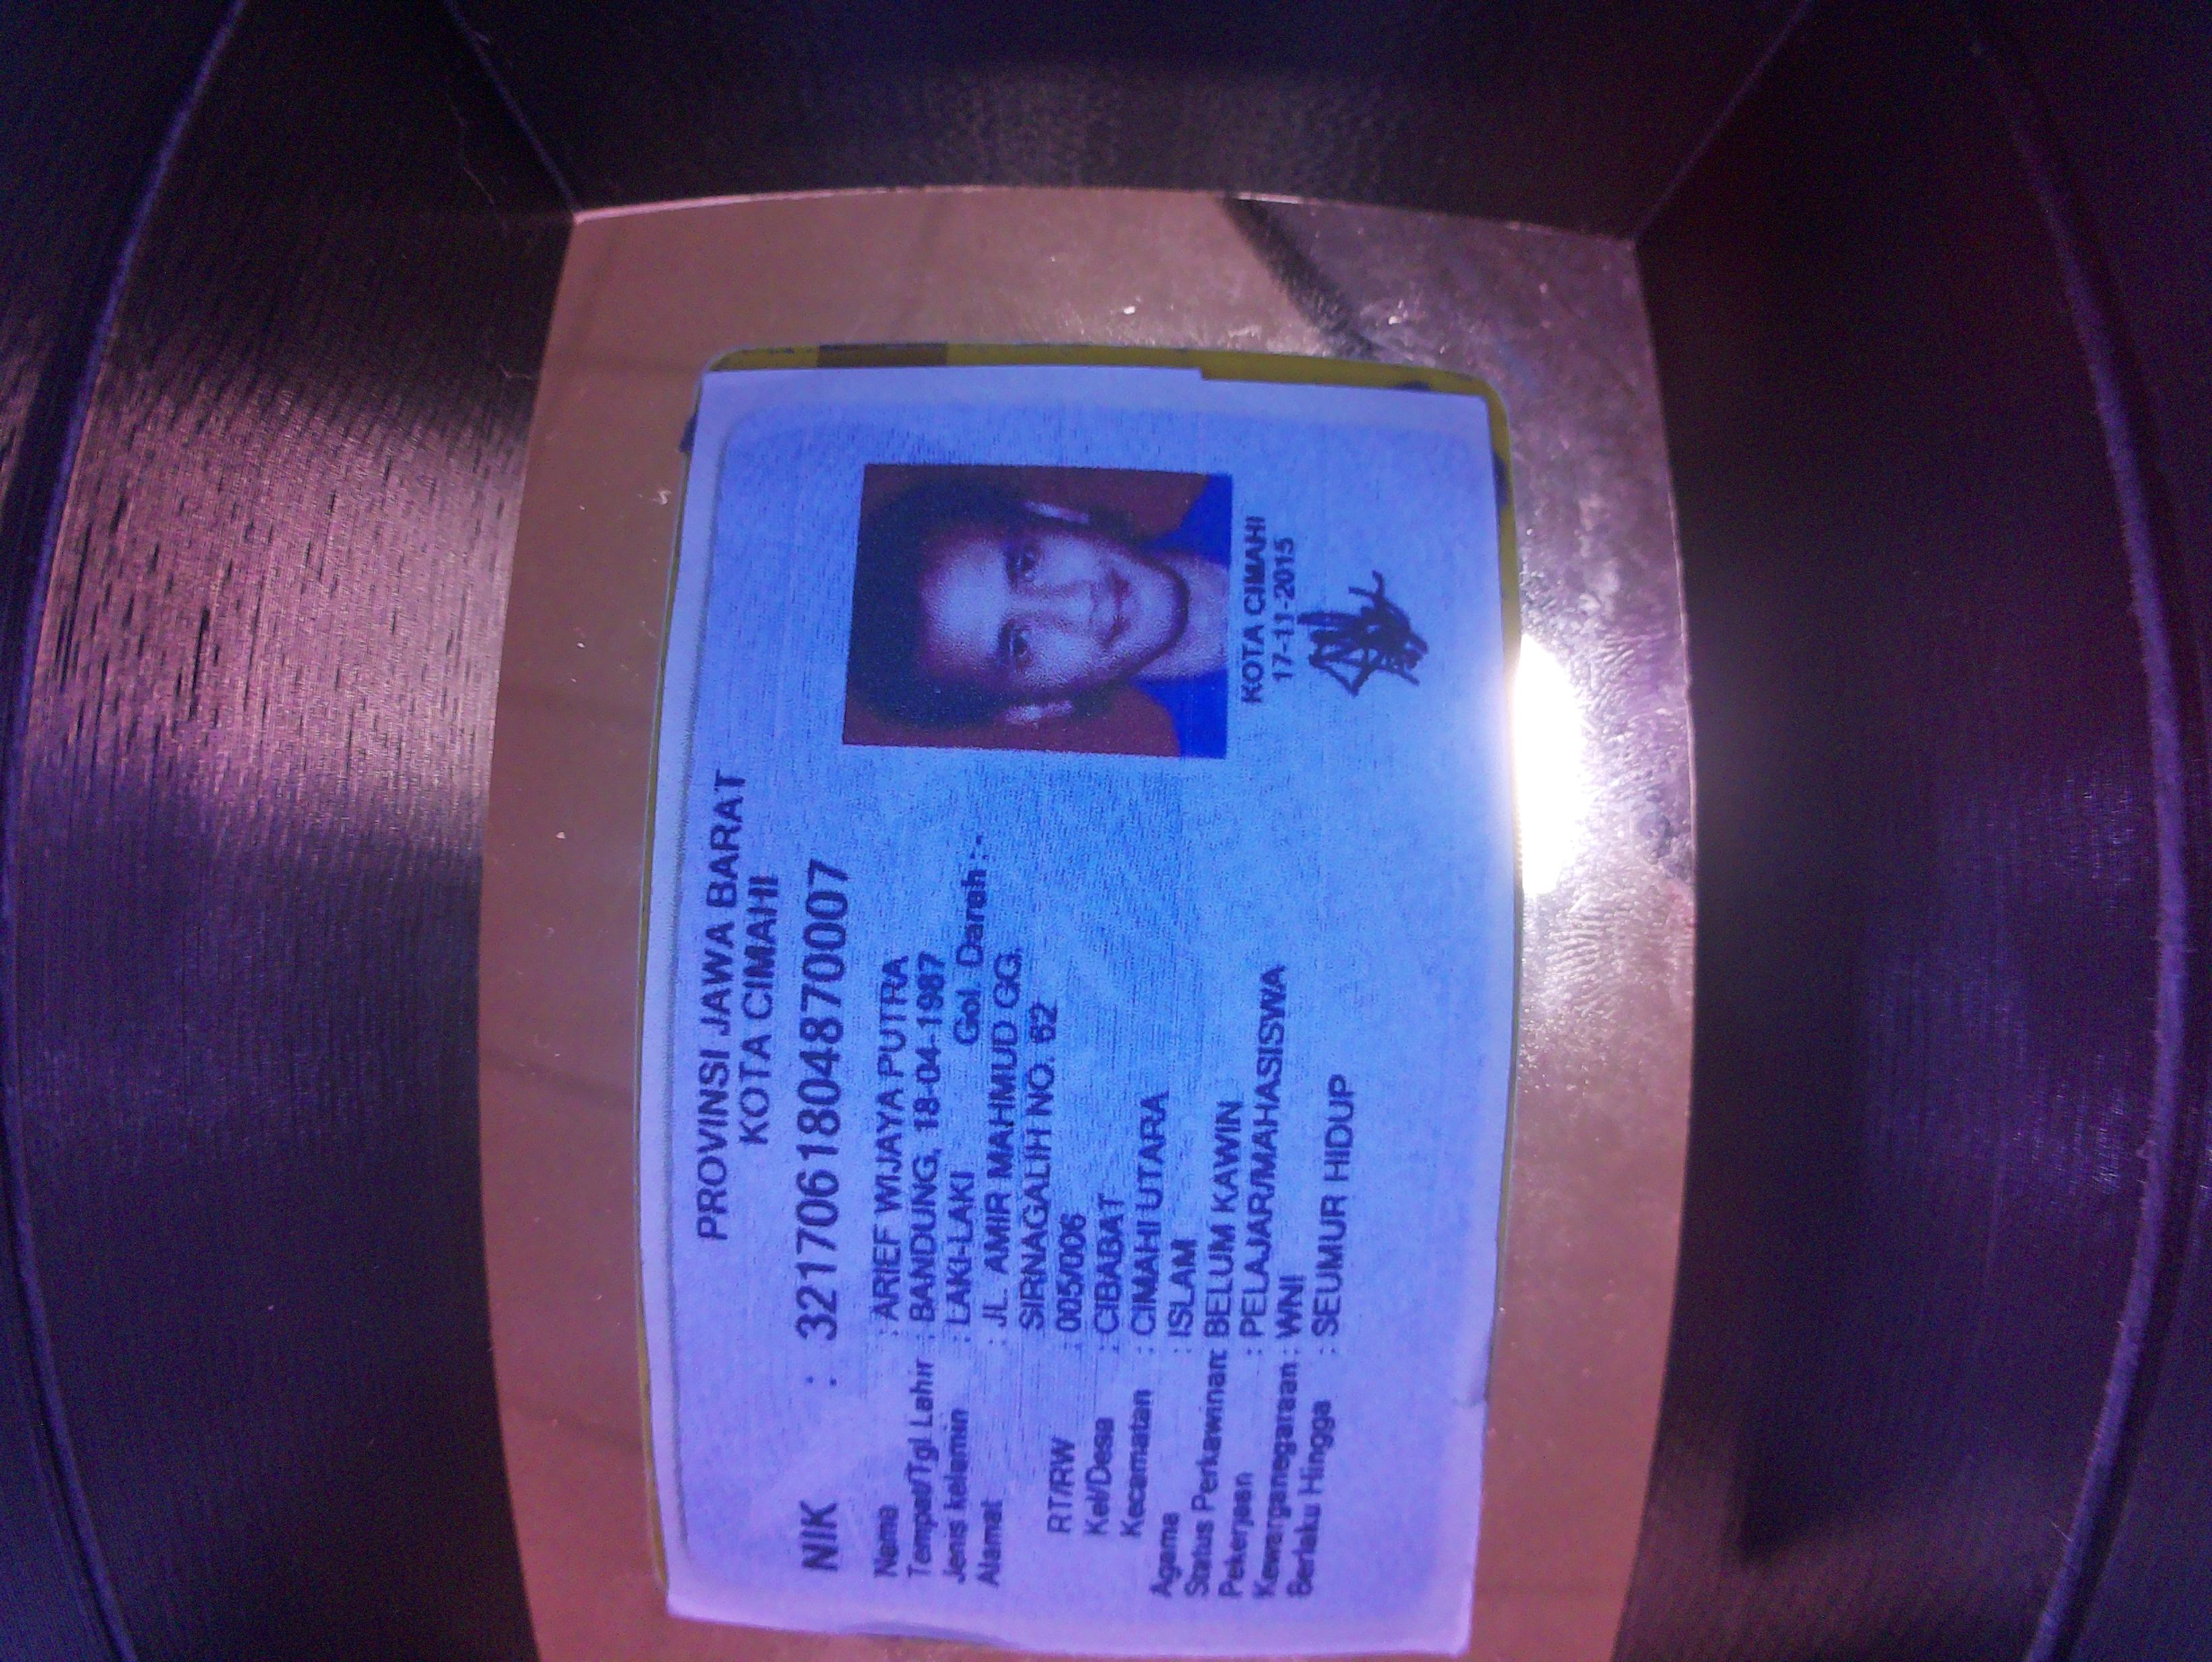 PROVINSI JAWA BARAT
KOTA CIMAHI
NIK : 3217061804870007
Nama : ARIEF WIJAYA PUTRA
Tempat/Tgl Lahir : BANDUNG, 18-04-1987
Jenis kelamin : LAKI-LAKI Gol. Darah : -
Alamat : JL. AMIR MAHMUD GG.
SIRNAGALIH NO. 62
RT/RW : 005/006
Kel/Desa : CIBABAT
Kecamatan : CIMAHI UTARA
Agama : ISLAM
Status Perkawinan: BELUM KAWIN
Pekerjaan : PELAJAR/MAHASISWA
Kewarganegaraan : WNI
Berlaku Hingga : SEUMUR HIDUP
KOTA CIMAHI
17-11-2015